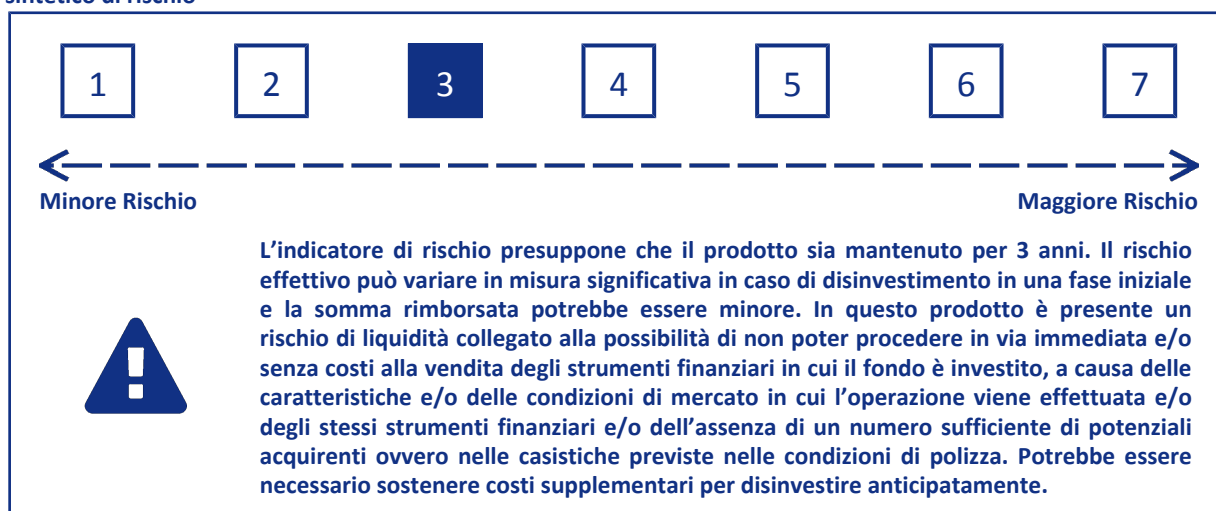 sintetico di rischio
1 2 3 4 5 6 7
Minore Rischio Maggiore Rischio
L’indicatore di rischio presuppone che il prodotto sia mantenuto per 3 anni. Il rischio
effettivo può variare in misura significativa in caso di disinvestimento in una fase iniziale
e la somma rimborsata potrebbe essere minore. In questo prodotto è presente un
rischio di liquidità collegato alla possibilità di non poter procedere in via immediata e/o
senza costi alla vendita degli strumenti finanziari in cui il fondo è investito, a causa delle
caratteristiche e/o delle condizioni di mercato in cui l’operazione viene effettuata e/o
degli stessi strumenti finanziari e/o dell’assenza di un numero sufficiente di potenziali
acquirenti ovvero nelle casistiche previste nelle condizioni di polizza. Potrebbe essere
necessario sostenere costi supplementari per disinvestire anticipatamente.